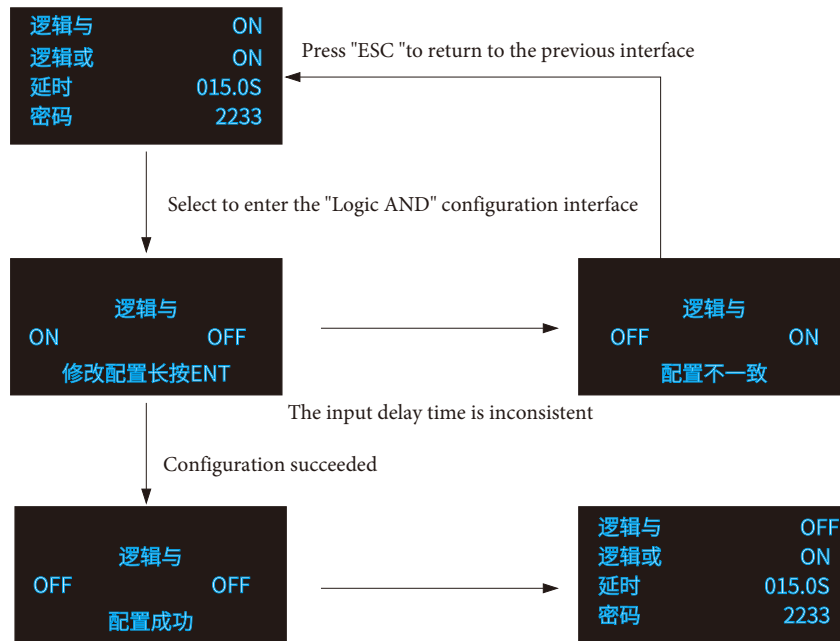 逻辑与 ON
逻辑或 ON
延时 015.0S
密码 2233
Press "ESC "to return to the previous interface
Select to enter the "Logic AND" configuration interface
逻辑与
ON OFF
修改配置长按ENT
逻辑与
OFF ON
配置不一致
The input delay time is inconsistent
Configuration succeeded
逻辑与
OFF OFF
配置成功
逻辑与 OFF
逻辑或 ON
延时 015.0S
密码 2233